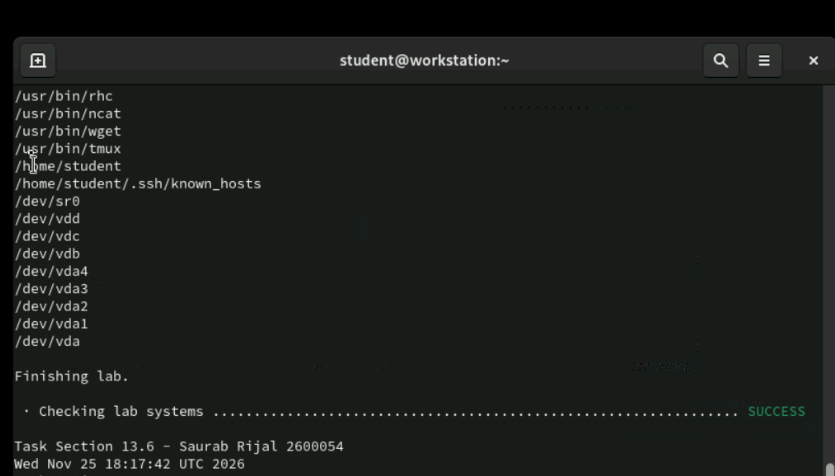 student@workstation:~
/usr/bin/rhc
/usr/bin/ncat
/usr/bin/wget
/usr/bin/tmux
/home/student
/home/student/.ssh/known_hosts
/dev/sr0
/dev/vdd
/dev/vdc
/dev/vdb
/dev/vda4
/dev/vda3
/dev/vda2
/dev/vda1
/dev/vda
Finishing lab.
· Checking lab systems ................................................................ SUCCESS
Task Section 13.6 - Saurab Rijal 2600054
Wed Nov 25 18:17:42 UTC 2026